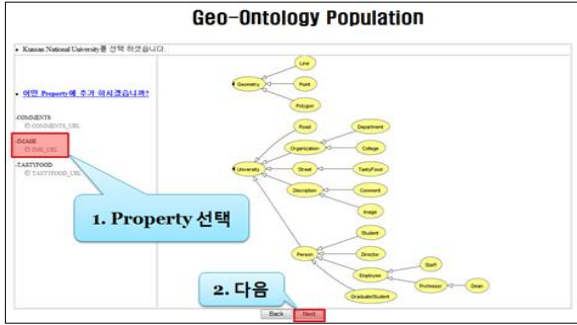 Geo-Ontology Population
• Kunsan National University를 선택 하셨습니다.
• 어떤 Property에 추가 하시겠습니까?
-COMMENTS
COMMENTS_URL
-IMAGE
IMG_URL
-TASTYFOOD
TASTYFOOD_URL
1. Property 선택
2. 다음
Line
Geometry
Point
Polygon
Road
Department
Organization
College
University
Street
TastyFood
Discription
Comment
Image
Student
Person
Director
Staff
Employee
Professor
Dean
GraduateStudent
Back
Next